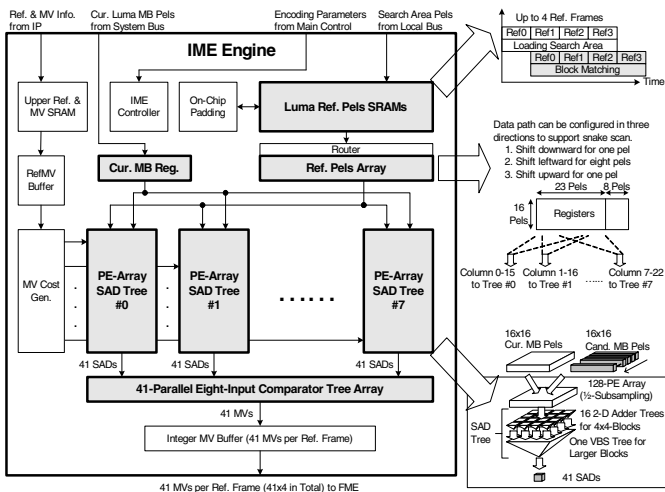 Ref. & MV Info.
from IP
Cur. Luma MB Pels
from System Bus
Encoding Parameters
from Main Control
Search Area Pels
from Local Bus
IME Engine
Upper Ref. &
MV SRAM
IME
Controller
On-Chip
Padding
Luma Ref. Pels SRAMs
Router
RefMV
Buffer
Cur. MB Reg.
Ref. Pels Array
MV Cost
Gen.
PE-Array
SAD Tree
#0
PE-Array
SAD Tree
#1
......
PE-Array
SAD Tree
#7
41 SADs
41 SADs
41 SADs
41-Parallel Eight-Input Comparator Tree Array
41 MVs
Integer MV Buffer (41 MVs per Ref. Frame)
41 MVs per Ref. Frame (41x4 in Total) to FME
Up to 4 Ref. Frames
Ref0 Ref1 Ref2 Ref3
Loading Search Area
Ref0 Ref1 Ref2 Ref3
Block Matching
Time
Data path can be configured in three
directions to support snake scan.
1. Shift downward for one pel
2. Shift leftward for eight pels
3. Shift upward for one pel
23 Pels 8 Pels
16
Pels
Registers
Column 0-15
to Tree #0
Column 1-16
to Tree #1
......
Column 7-22
to Tree #7
16x16
Cur. MB Pels
16x16
Cand. MB Pels
128-PE Array
(½-Subsampling)
SAD
Tree
16 2-D Adder Trees
for 4x4-Blocks
One VBS Tree for
Larger Blocks
41 SADs